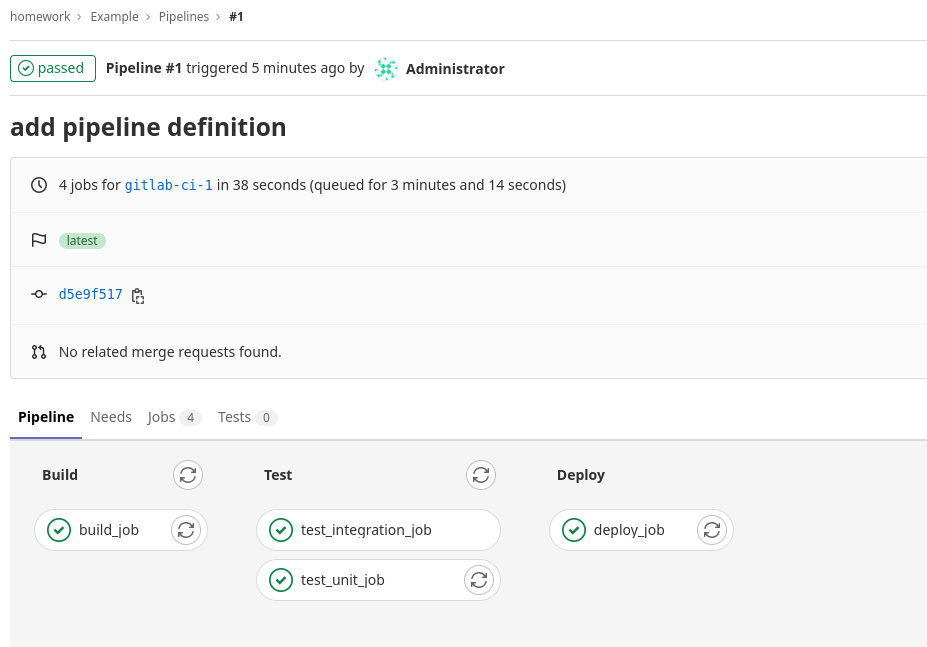 homework › Example › Pipelines › #1
passed Pipeline #1 triggered 5 minutes ago by Administrator
add pipeline definition
4 jobs for gitlab-ci-1 in 38 seconds (queued for 3 minutes and 14 seconds)
latest
d5e9f517
No related merge requests found.
Pipeline Needs Jobs 4 Tests 0
Build Test Deploy
build_job test_integration_job deploy_job
test_unit_job